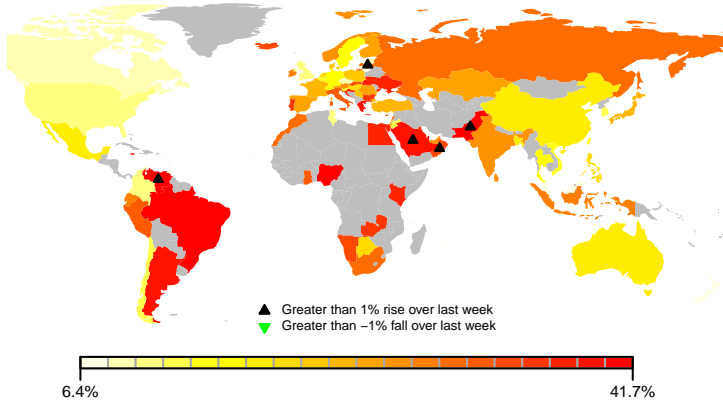 Greater than 1% rise over last week
Greater than −1% fall over last week
6.4%
41.7%